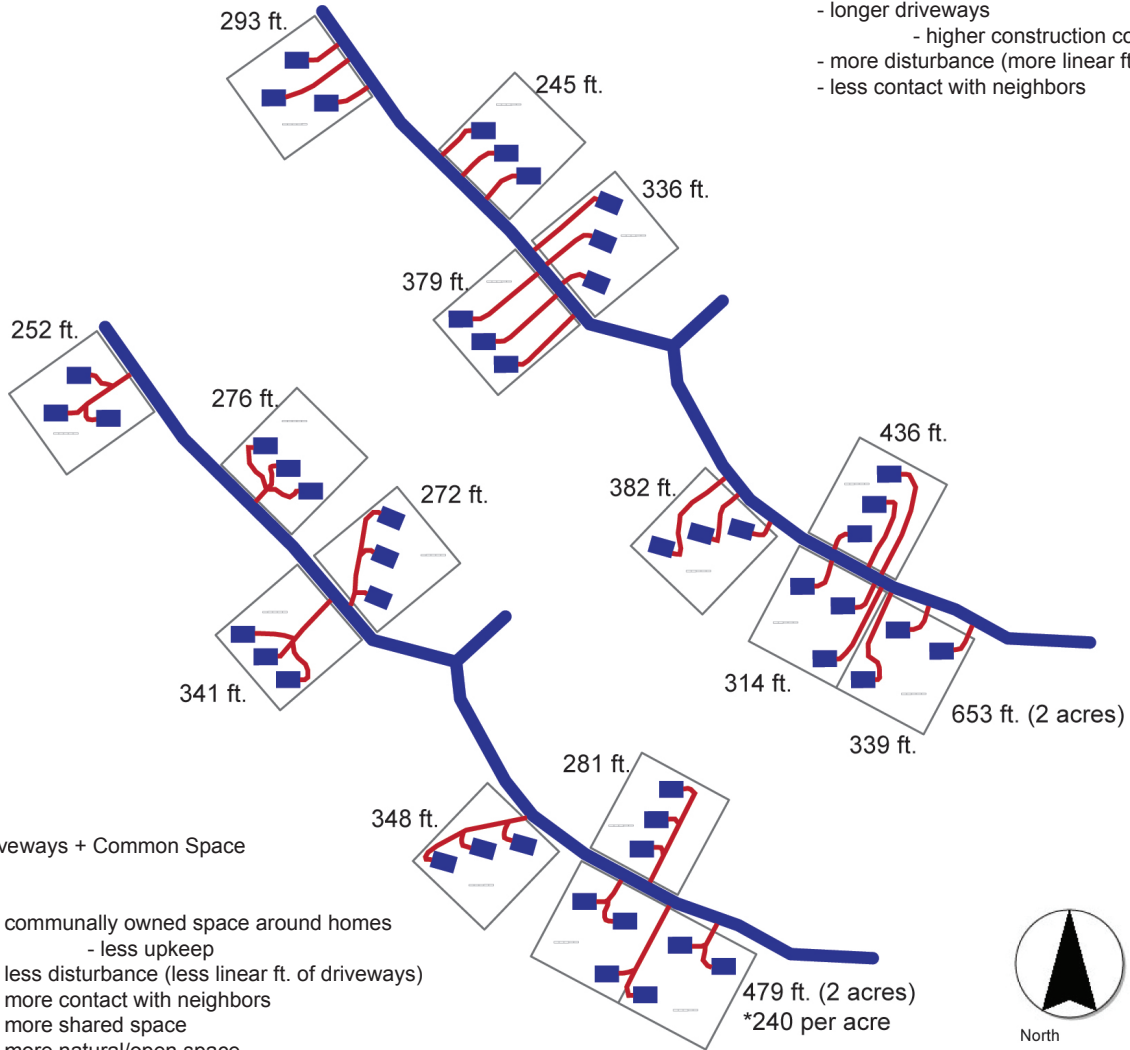 - longer driveways
- higher construction co
- more disturbance (more linear ft
- less contact with neighbors
293 ft.
245 ft.
336 ft.
379 ft.
252 ft.
276 ft.
272 ft.
436 ft.
382 ft.
341 ft.
314 ft.
653 ft. (2 acres)
339 ft.
281 ft.
348 ft.
veways + Common Space
communally owned space around homes
- less upkeep
less disturbance (less linear ft. of driveways)
more contact with neighbors
more shared space
more natural/open space
479 ft. (2 acres)
*240 per acre
North